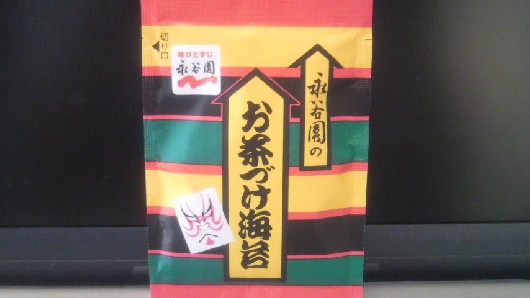 切り口
味ひとすじ
永谷園
永谷園の
お茶づけ海苔